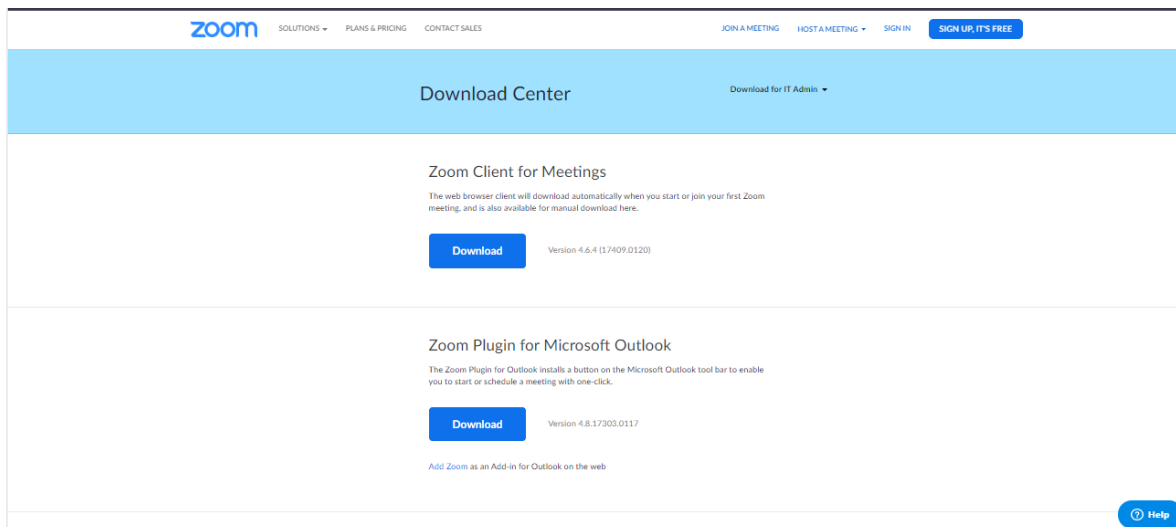 zoom SOLUTIONS PLANS & PRICING CONTACT SALES JOIN A MEETING HOST A MEETING SIGN IN SIGN UP, IT'S FREE
Download Center Download for IT Admin
Zoom Client for Meetings
The web browser client will download automatically when you start or join your first Zoom
meeting, and is also available for manual download here.
Download Version 4.6.4 (17409.0120)
Zoom Plugin for Microsoft Outlook
The Zoom Plugin for Outlook installs a button on the Microsoft Outlook tool bar to enable
you to start or schedule a meeting with one-click.
Download Version 4.8.17303.0117
Add Zoom as an Add-in for Outlook on the web
? Help